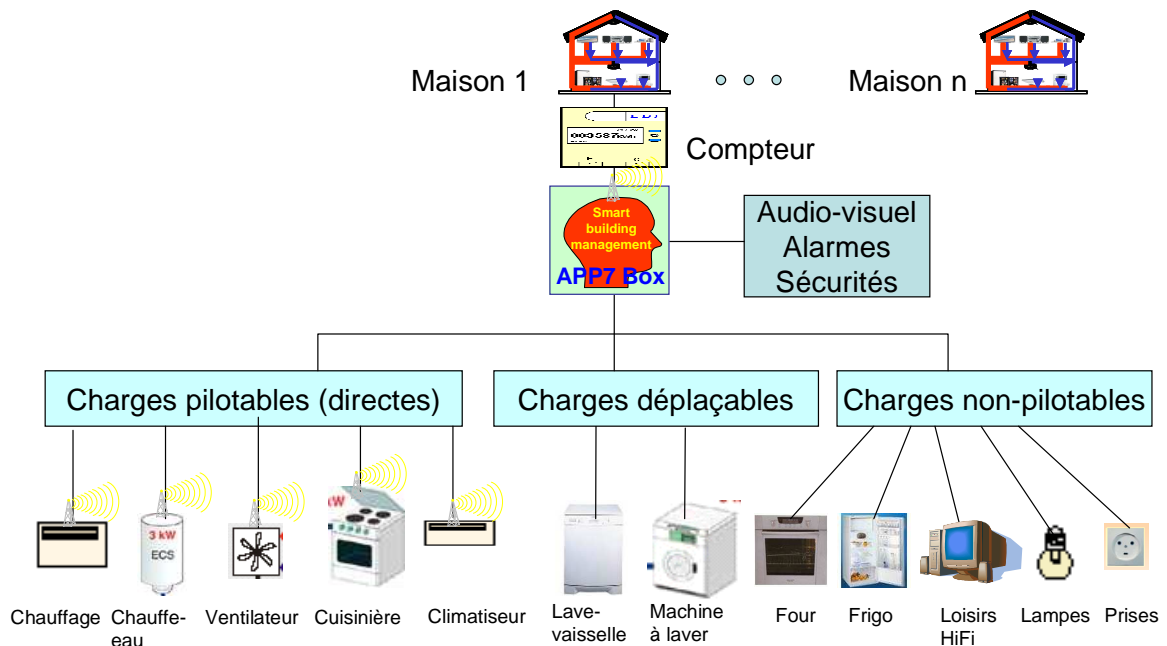 Maison 1
Maison n
Compteur
Smart
building
management
APP7 Box
Audio-visuel
Alarmes
Sécurités
Charges pilotables (directes)
Charges déplaçables
Charges non-pilotables
3 kW
ECS
Chauffage
Chauffe-
eau
Ventilateur
Cuisinière
Climatiseur
Lave-
vaisselle
Machine
à laver
Four
Frigo
Loisirs
HiFi
Lampes
Prises